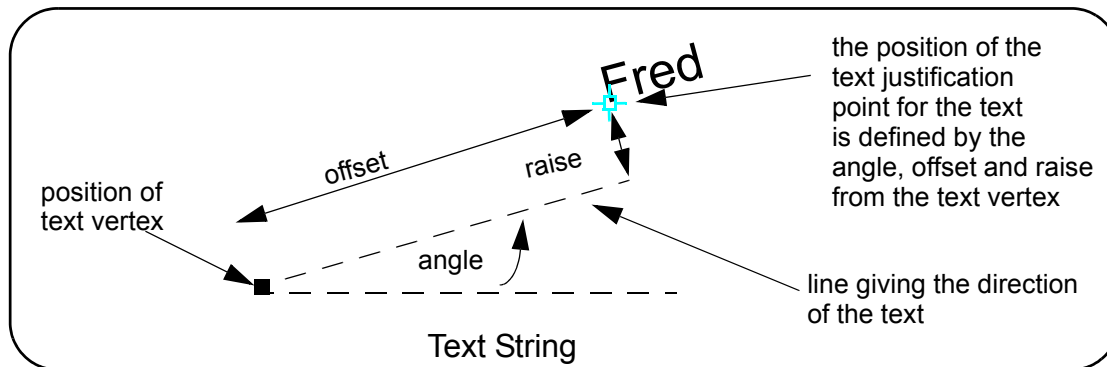 Fred
the position of the
text justification
point for the text
is defined by the
angle, offset and raise
from the text vertex
offset
raise
position of
text vertex
angle
line giving the direction
of the text
Text String